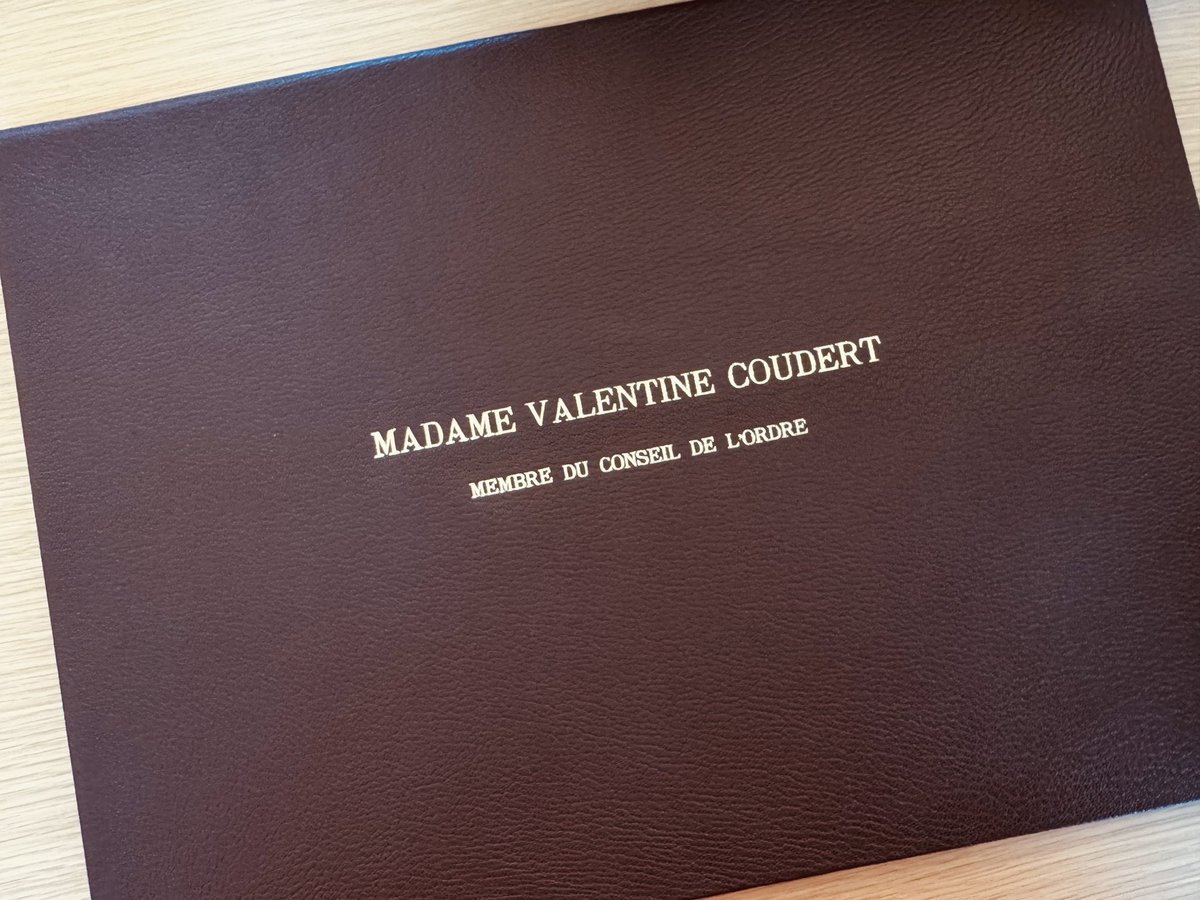 MADAME VALENTINE COUDERT
MEMBRE DU CONSEIL DE L'ORDRE